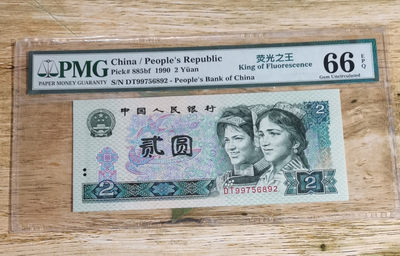 PMG
PAPER MONEY GUARANTY
China / People's Republic
Pick# 885bf 1990 2 Yüan
S/N DT99756892 - People's Bank of China
荧光之王
King of Fluorescence
66 EPQ
Gem Uncirculated
中国人民银行
贰圆
2
2
2
DT99756892